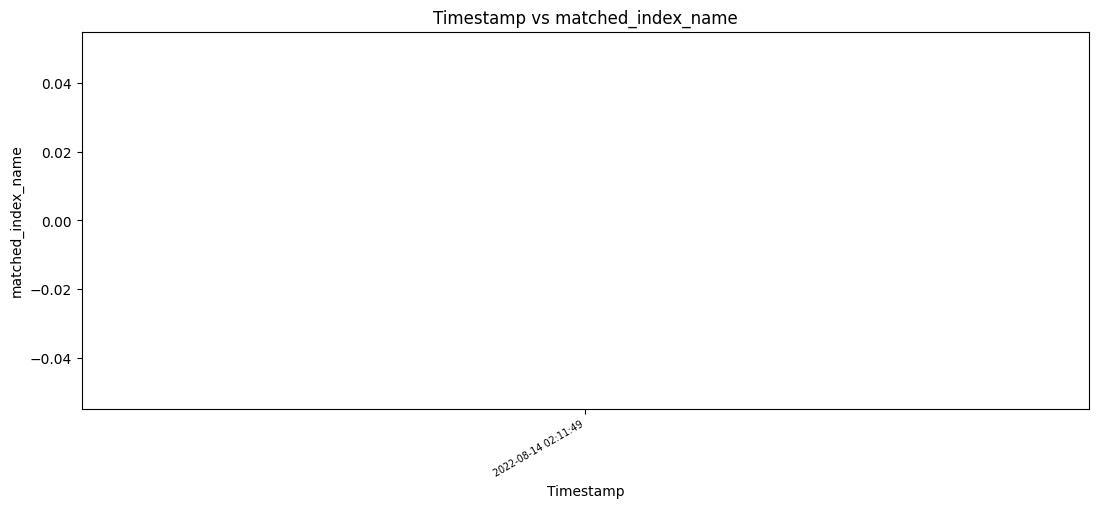 Timestamp vs matched_index_name
0.04
0.02
0.00
−0.02
−0.04
matched_index_name
2022-08-14 02:11:49
Timestamp